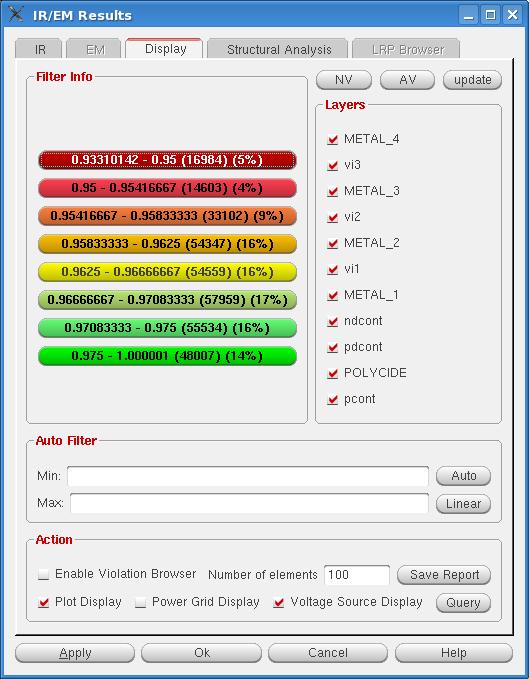 IR/EM Results
IR EM Display Structural Analysis LRP Browser
Filter Info
0.93310142 - 0.95 (16984) (5%)
0.95 - 0.95416667 (14603) (4%)
0.95416667 - 0.95833333 (33102) (9%)
0.95833333 - 0.9625 (54347) (16%)
0.9625 - 0.96666667 (54559) (16%)
0.96666667 - 0.97083333 (57959) (17%)
0.97083333 - 0.975 (55534) (16%)
0.975 - 1.000001 (48007) (14%)
NV AV update
Layers
METAL_4
vi3
METAL_3
vi2
METAL_2
vi1
METAL_1
ndcont
pdcont
POLYCIDE
pcont
Auto Filter
Min: Auto
Max: Linear
Action
Enable Violation Browser Number of elements 100 Save Report
Plot Display Power Grid Display Voltage Source Display Query
Apply Ok Cancel Help